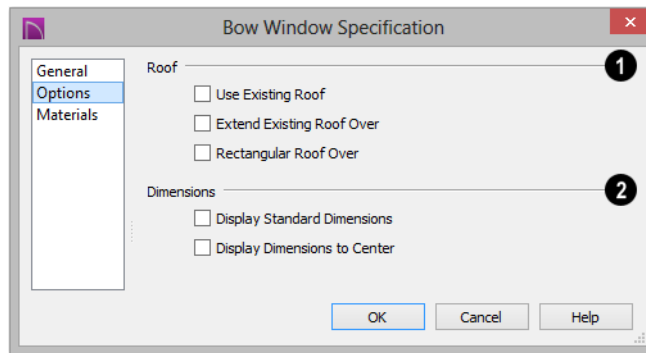 Bow Window Specification
General
Options
Materials
Roof
1
Use Existing Roof
Extend Existing Roof Over
Rectangular Roof Over
Dimensions
2
Display Standard Dimensions
Display Dimensions to Center
OK
Cancel
Help